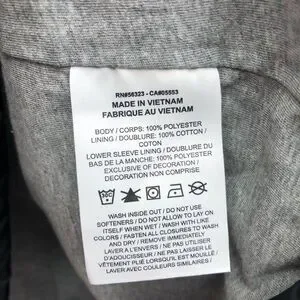 RN#56323 - CA#05553
MADE IN VIETNAM
FABRIQUE AU VIETNAM
BODY / CORPS: 100% POLYESTER
LINING / DOUBLURE: 100% COTTON /
COTON
LOWER SLEEVE LINING / DOUBLURE DU
BAS DE LA MANCHE: 100% POLYESTER
EXCLUSIVE OF DECORATION /
DECORATION NON COMPRISE
WASH INSIDE OUT / DO NOT USE
SOFTENERS / DO NOT ALLOW TO LAY ON
ITSELF WHEN WET / WASH WITH LIKE
COLORS / CHANGE TO FASTEN SNAPS
AND DRY / REMOVE IMMEDIATELY
LAVER A L'ENVERS / NE PAS UTILISER
D'ADOUCISSEUR / NE LAISSER PAS LE
VÊTEMENT PLIÉ LORSQU'IL EST MOUILLÉ /
LAVER AVEC COULEURS SIMILAIRES